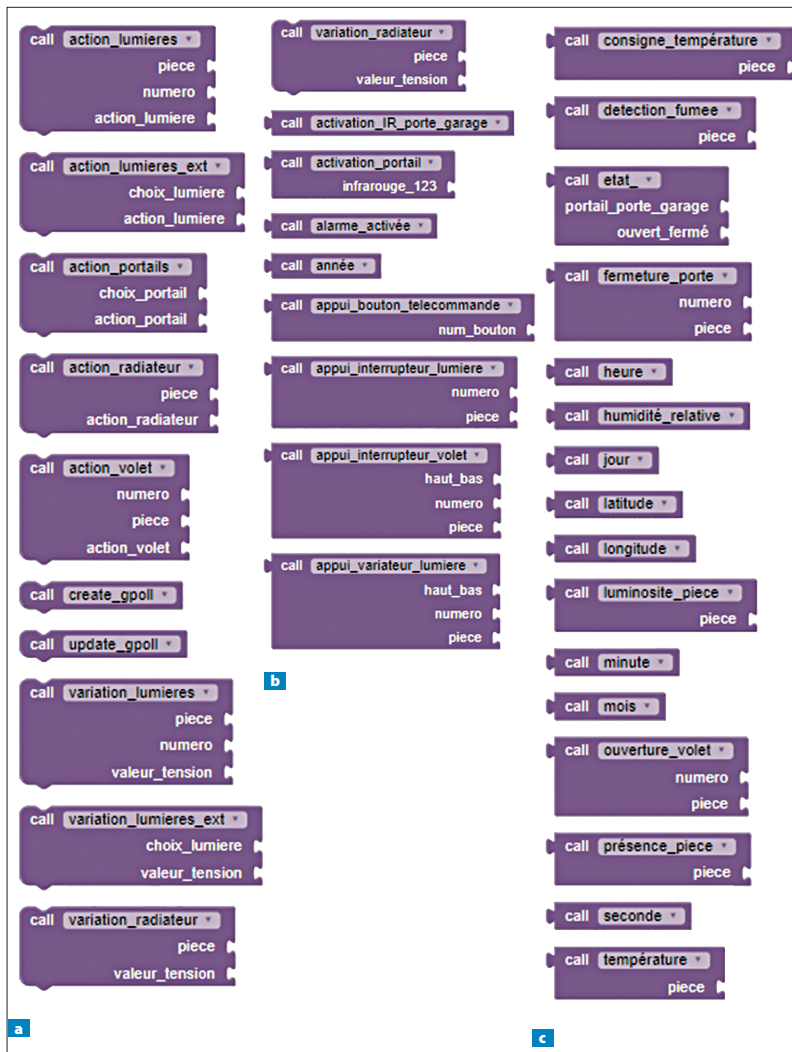 call action_lumieres
piece
numero
action_lumiere
call action_lumieres_ext
choix_lumiere
action_lumiere
call action_portails
choix_portail
action_portail
call action_radiateur
piece
action_radiateur
call action_volet
numero
piece
action_volet
call create_gpoll
call update_gpoll
call variation_lumieres
piece
numero
valeur_tension
call variation_lumieres_ext
choix_lumiere
valeur_tension
call variation_radiateur
piece
valeur_tension
a
call variation_radiateur
piece
valeur_tension
call activation_IR_porte_garage
call activation_portail
infrarouge_123
call alarme_activée
call année
call appui_bouton_telecommande
num_bouton
call appui_interrupteur_lumiere
numero
piece
call appui_interrupteur_volet
haut_bas
numero
piece
call appui_variateur_lumiere
haut_bas
numero
piece
b
call consigne_température
piece
call detection_fumee
piece
call etat_
portail_porte_garage
ouvert_fermé
call fermeture_porte
numero
piece
call heure
call humidité_relative
call jour
call latitude
call longitude
call luminosite_piece
piece
call minute
call mois
call ouverture_volet
numero
piece
call présence_piece
piece
call seconde
call température
piece
c